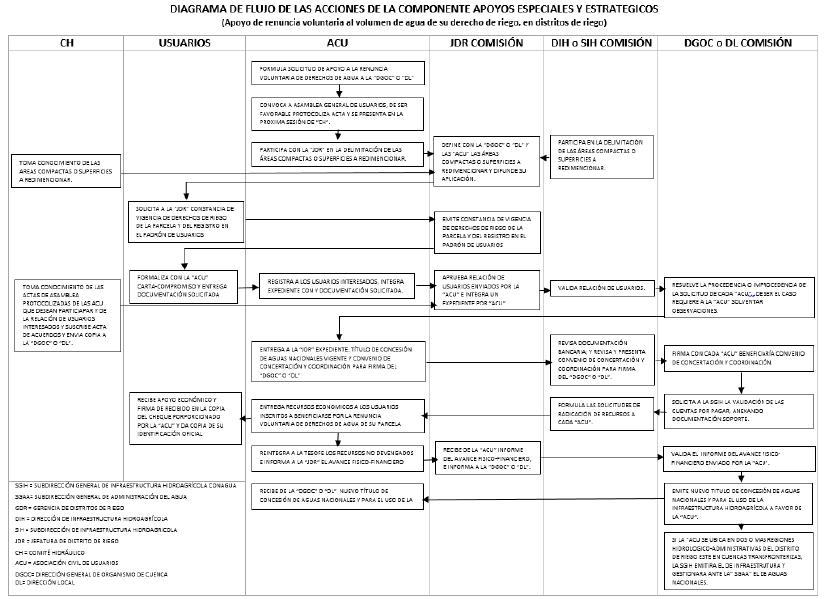 DIAGRAMA DE FLUJO DE LAS ACCIONES DE LA COMPONENTE APOYOS ESPECIALES Y ESTRATEGICOS
(Apoyo de renuncia voluntaria al volumen de agua de su derecho de riego, en distritos de riego)
CH
USUARIOS
ACU
JDR COMISIÓN
DIH o SIH COMISIÓN
DGOC o DL COMISIÓN
FORMULA SOLICITUD DE APOYO A LA RENUNCIA
VOLUNTARIA DE DERECHOS DE AGUA A LA "DGOC" O "DL"
CONVOCA A ASAMBLEA GENERAL DE USUARIOS, DE SER
FAVORABLE PROTOCOLIZA ACTA Y SE PRESENTA EN LA
PROXIMA SESIÓN DE "CH".
PARTICIPA CON LA "JDR" EN LA DELIMITACIÓN DE LAS
ÁREAS COMPACTAS O SUPERFICIES A REDIMENCIONAR.
DEFINE CON LA "DGOC" O "DL" Y
LAS "ACU" LAS ÁREAS
COMPACTAS O SUPERFICIES A
REDIMENCIONAR Y DIFUNDE SU
APLICACIÓN.
PARTICIPA EN LA DELIMITACIÓN
DE LAS ÁREAS COMPACTAS O
SUPERFICIES A
REDIMENCIONAR.
TOMA CONOCIMIENTO DE LAS
AREAS COMPACTAS O SUPERFICIES
A REDIMENCIONAR.
SOLICITA A LA "JDR" CONSTANCIA DE
VIGENCIA DE DERECHOS DE RIEGO
DE LA PARCELA Y DEL REGISTRO EN
EL PADRÓN DE USUARIOS
EMITE CONSTANCIA DE VIGENCIA
DE DERECHOS DE RIEGO DE LA
PARCELA Y DEL REGISTRO EN EL
PADRÓN DE USUARIOS
TOMA CONOCIMIENTO DE LAS
ACTAS DE ASAMBLEA
PROTOCOLIZADAS DE LAS ACU
QUE DESEAN PARTICIAPAR Y DE
LA RELACIÓN DE USUARIOS
INTERESADOS Y SUSCRIBE ACTA
DE ACUERDOS Y ENVIA COPIA A
LA "DGOC" O "DL".
FORMALIZA CON LA "ACU"
CARTA-COMPROMISO Y ENTREGA
DOCUMENTACIÓN SOLICITADA
REGISTRA A LOS USUARIOS INTERESADOS, INTEGRA
EXPEDIENTE CON Y DOCUMENTACIÓN SOLICITADA.
APRUEBA RELACIÓN DE
USUARIOS ENVIADOS POR LA
"ACU" E INTEGRA UN
EXPEDIENTE POR "ACU"
VALIDA RELACIÓN DE USUARIOS.
RESUELVE LA PROCEDENCIA O IMPROCEDENCIA DE
LA SOLICITUD DE CADA "ACU", DE SER EL CASO
REQUIERE A LA "ACU" SOLVENTAR
OBSERVACIONES.
ENTREGA A LA "JDR" EXPEDIENTE, TÍTULO DE CONCESIÓN
DE AGUAS NACIONALES VIGENTE Y CONVENIO DE
CONCERTACIÓN Y COORDINACIÓN PARA FIRMA DEL
"DGOC" O "DL"
REVISA DOCUMENTACIÓN
BANCARIA; Y REVISA Y PRESENTA
CONVENIO DE CONCERTACIÓN Y
COORDINACIÓN PARA FIRMA
DEL "DGOC" O "DL".
FIRMA CON CADA "ACU" BENEFICIARÍA CONVENIO
DE CONCERTACIÓN Y COORDINACIÓN.
RECIBE APOYO ECONÓMICO Y
FIRMA DE RECIBIDO EN LA COPIA
DEL CHEQUE PORPORCIONADO
POR LA "ACU" Y DA COPIA DE SU
IDENTIFICACIÓN OFICIAL
ENTREGA RECURSOS ECONOMICOS A LOS USUARIOS
INSCRITOS A BENEFICIARSE POR LA RENUNCIA
VOLUNTARIA DE DERECHOS DE AGUA DE SU PARCELA
FORMULA LAS SOLICITUDES DE
RADICACIÓN DE RECURSOS A
CADA "ACU".
SOLICITA A LA SGIH LA VALIDACIÓN DE LAS
CUENTAS POR PAGAR, ANEXANDO
DOCUMENTACIÓN SOPORTE.
REINTEGRA A LA TESOFE LOS RECURSOS NO DEVENGADOS
E INFORMA A LA "JDR" EL AVANCE FISICO-FINANCIERO
RECIBE DE LA "ACU" INFORME
DEL AVANCE FISICO-FINANCIERO,
E INFORMA A LA "DGOC" O "DL".
VALIDA EL INFORME DEL AVANCE FISICO-
FINANCIERO ENVIADO POR LA "ACU".
RECIBE DE LA "DGOC" O "DL" NUEVO TÍTULO DE
CONCESIÓN DE AGUAS NACIONALES Y PARA EL USO DE LA
EMITE NUEVO TITULO DE CONCESIÓN DE AGUAS
NACIONALES Y PARA EL USO DE LA
INFRAESTRUCTURA HIDROAGRÍCOLA A FAVOR DE
LA "ACU".
SI LA "ACU SE UBICA EN DOS O MAS REGIONES
HIDROLOGICO-ADMINISTRATIVAS DEL DISTRITO
DE RIEGO ESTE EN CUENCAS TRANSFRONTERIZAS,
LA SGIH EMITIRA EL DE INFRAESTRUTURA Y
GESTIONARA ANTE LA "SGAA" EL DE AGUAS
NACIONALES.
SGIH = SUBDIRECCIÓN GENERAL DE INFRAESTRUCTURA HIDROAGRÍCOLA CONAGUA
SGAA= SUBDIRECCIÓN GENERAL DE ADMINISTRACIÓN DEL AGUA
GDR= GERENCIA DE DISTRITOS DE RIEGO
DIH = DIRECCIÓN DE INFRAESTRUCTURA HIDROAGRÍCOLA
SIH = SUBDIRECCIÓN DE INFRAESTRUCTURA HIDROAGRICOLA
JDR = JEFATURA DE DISTRITO DE RIEGO
CH = COMITÉ HIDRÁULICO
ACU = ASOCIACIÓN CIVIL DE USUARIOS
DGOC= DIRECCIÓN GENERAL DE ORGANISMO DE CUENCA
DL= DIRECCIÓN LOCAL